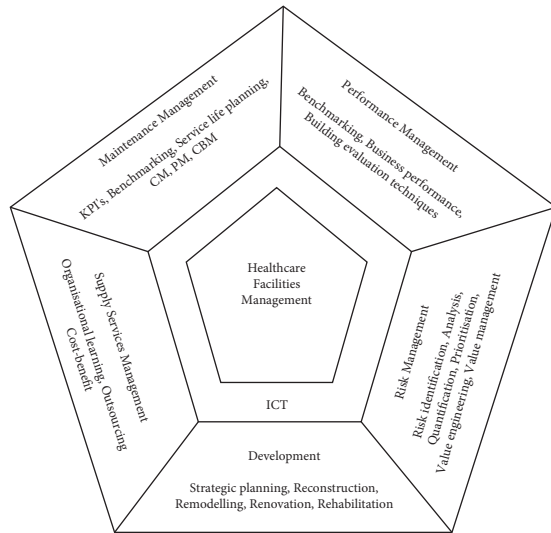 Maintenance Management
KPI's, Benchmarking, Service life planning,
CM, PM, CBM
Performance Management
Benchmarking, Business performance,
Building evaluation techniques
Healthcare
Facilities
Management
ICT
Supply Services Management
Organisational learning, Outsourcing
Cost-benefit
Risk Management
Risk identification, Analysis,
Quantification, Prioritisation,
Value engineering, Value management
Development
Strategic planning, Reconstruction,
Remodelling, Renovation, Rehabilitation